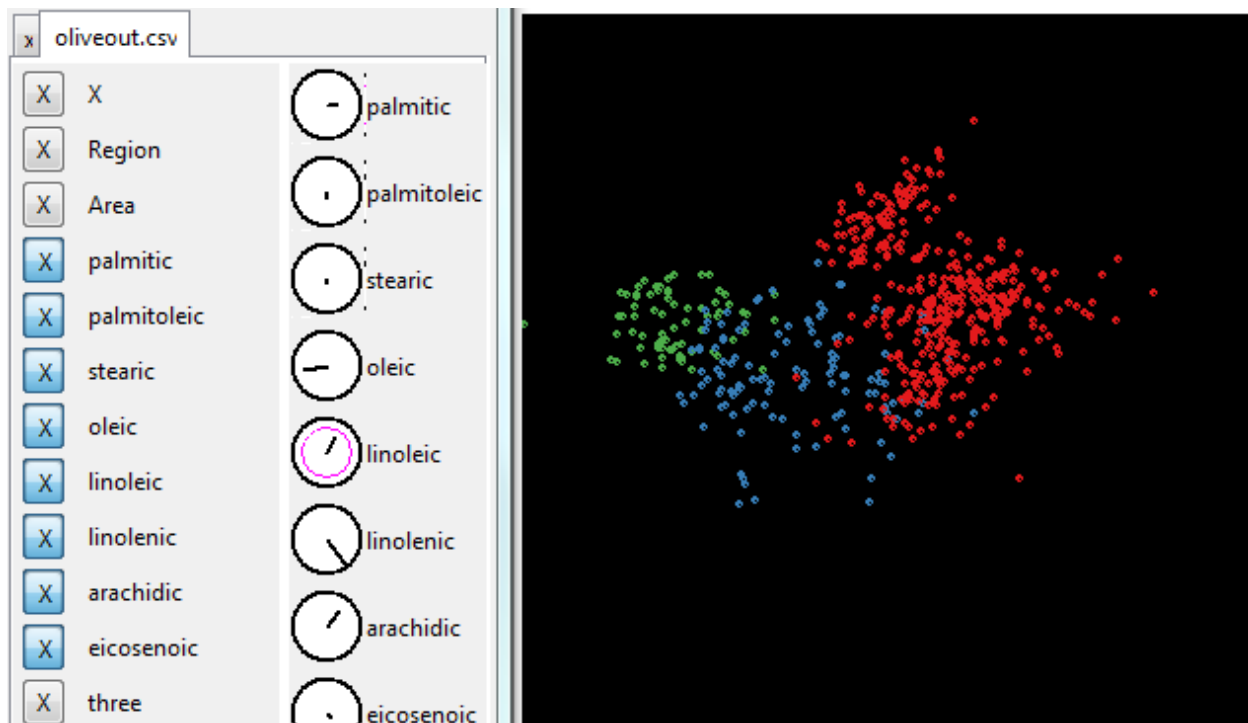 x oliveout.csv
X X
X Region
X Area
X palmitic
X palmitoleic
X stearic
X oleic
X linoleic
X linolenic
X arachidic
X eicosenoic
X three
palmitic
palmitoleic
stearic
oleic
linoleic
linolenic
arachidic
eicosenoic